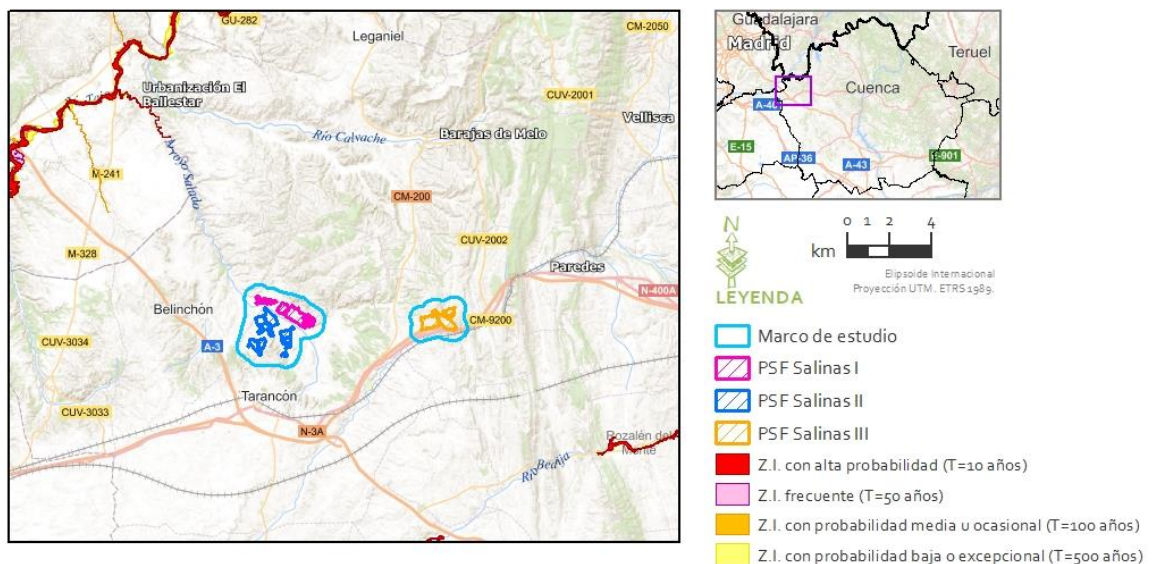 GU-282
CM-2050
Leganiel
Urbanización El
Ballestar
CUV-2001
Vellisca
Río Calvache
Barajas de Melo
Arroyo Salado
M-241
CM-200
M-328
CUV-2002
Paredes
N-400A
Belinchón
CM-9200
A-3
CUV-3034
Tarancón
CUV-3033
N-3A
Rozalén del
Monte
Río Bedija
Guadalajara
Madrid
Teruel
Cuenca
A-40
E-15
AP-36
A-43
E-901
N
0 1 2 4
km
Elipsoide Internacional
Proyección UTM. ETRS1989.
LEYENDA
Marco de estudio
PSF Salinas I
PSF Salinas II
PSF Salinas III
Z.I. con alta probabilidad (T=10 años)
Z.I. frecuente (T=50 años)
Z.I. con probabilidad media u ocasional (T=100 años)
Z.I. con probabilidad baja o excepcional (T=500 años)